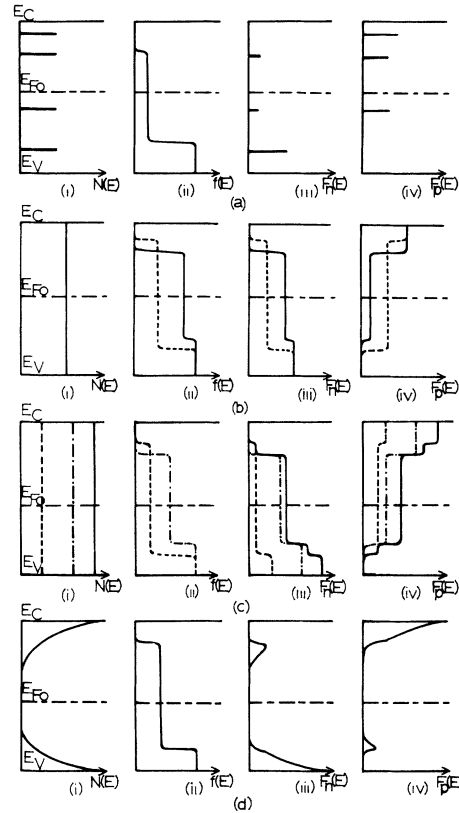 E_C
E_Fo
E_V
N(E) f(E) F_n(E) F_p(E)
(i) (ii) (iii) (iv)
(a)
E_C
E_Fo
E_V
N(E) f(E) F_n(E) F_p(E)
(i) (ii) (iii) (iv)
(b)
E_C
E_Fo
E_V
N(E) f(E) F_n(E) F_p(E)
(i) (ii) (iii) (iv)
(c)
E_C
E_Fo
E_V
N(E) f(E) F_n(E) F_p(E)
(i) (ii) (iii) (iv)
(d)